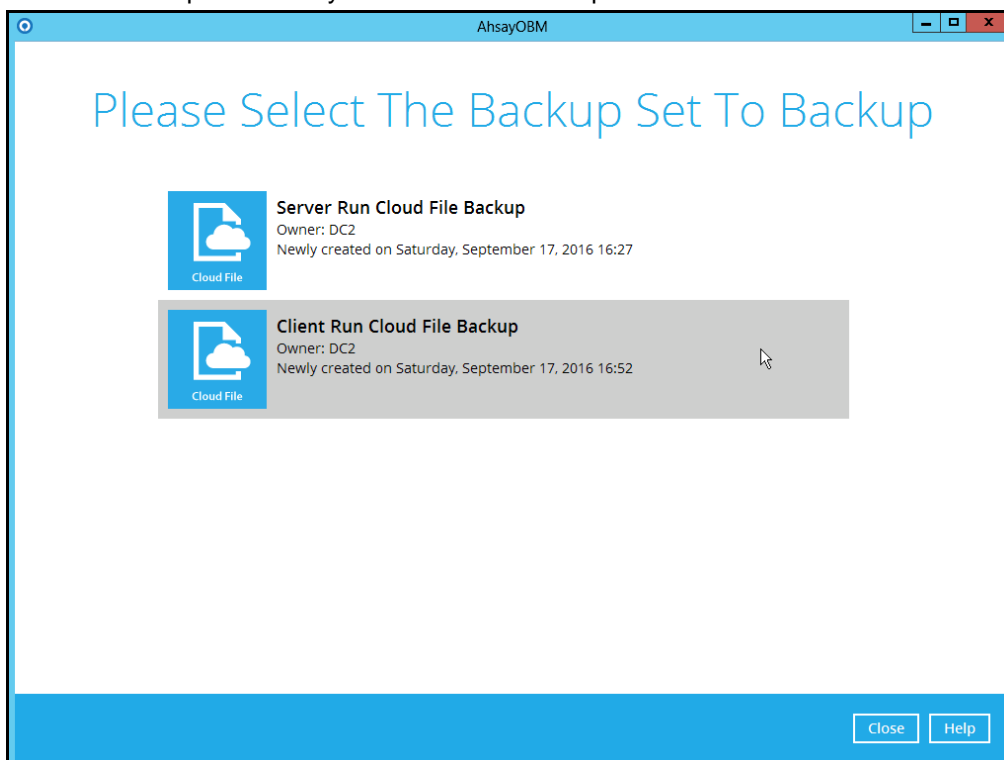 AhsayOBM
Please Select The Backup Set To Backup
Server Run Cloud File Backup
Owner: DC2
Newly created on Saturday, September 17, 2016 16:27
Cloud File
Client Run Cloud File Backup
Owner: DC2
Newly created on Saturday, September 17, 2016 16:52
Cloud File
Close
Help